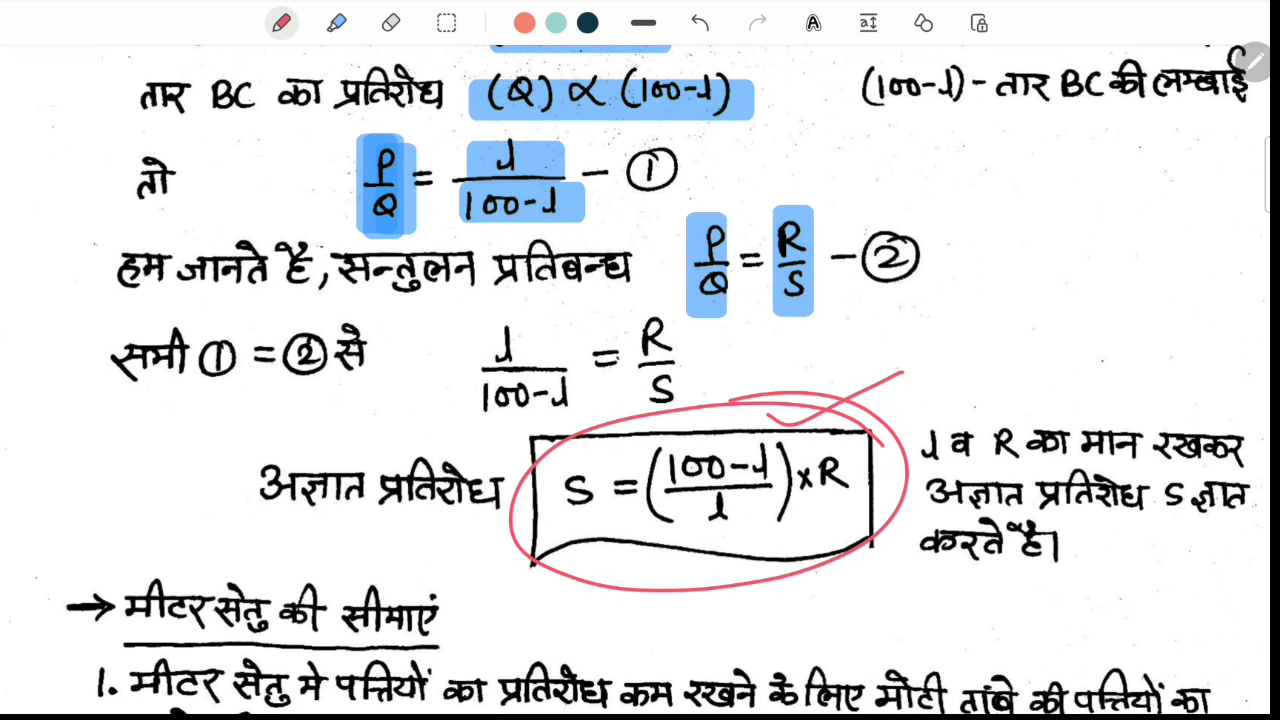 तार BC का प्रतिरोध (Q) ∝ (100-l) (100-l) - तार BC की लम्बाई
तो P/Q = l/(100-l) - ①
हम जानते है, सन्तुलन प्रतिबन्ध P/Q = R/S - ②
समी ① = ② से l/(100-l) = R/S
अज्ञात प्रतिरोध S = ((100-l)/l) × R
l व R का मान रखकर
अज्ञात प्रतिरोध S ज्ञात
करते है।
→ मीटर सेतु की सीमाएं
1. मीटर सेतु मे पत्तियों का प्रतिरोध कम रखने के लिए मोटी तांबे की पत्तियों का